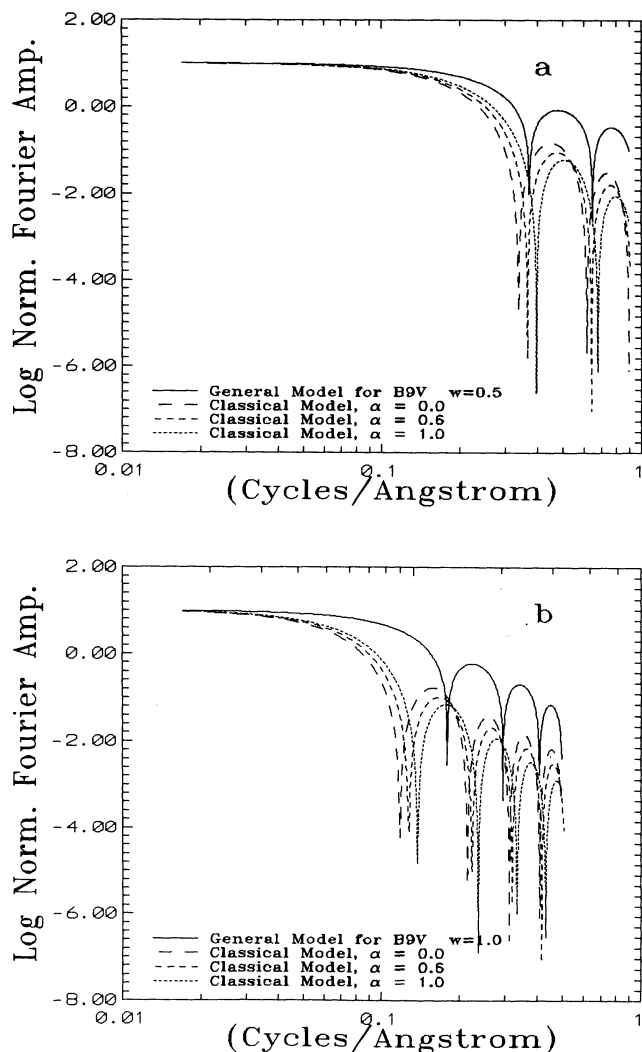 2.00
0.00
-2.00
-4.00
-6.00
-8.00
Log Norm. Fourier Amp.
a
General Model for B9V w=0.5
Classical Model, α = 0.0
Classical Model, α = 0.6
Classical Model, α = 1.0
0.01 0.1 1
(Cycles/Angstrom)
2.00
0.00
-2.00
-4.00
-6.00
-8.00
Log Norm. Fourier Amp.
b
General Model for B9V w=1.0
Classical Model, α = 0.0
Classical Model, α = 0.6
Classical Model, α = 1.0
0.01 0.1 1
(Cycles/Angstrom)